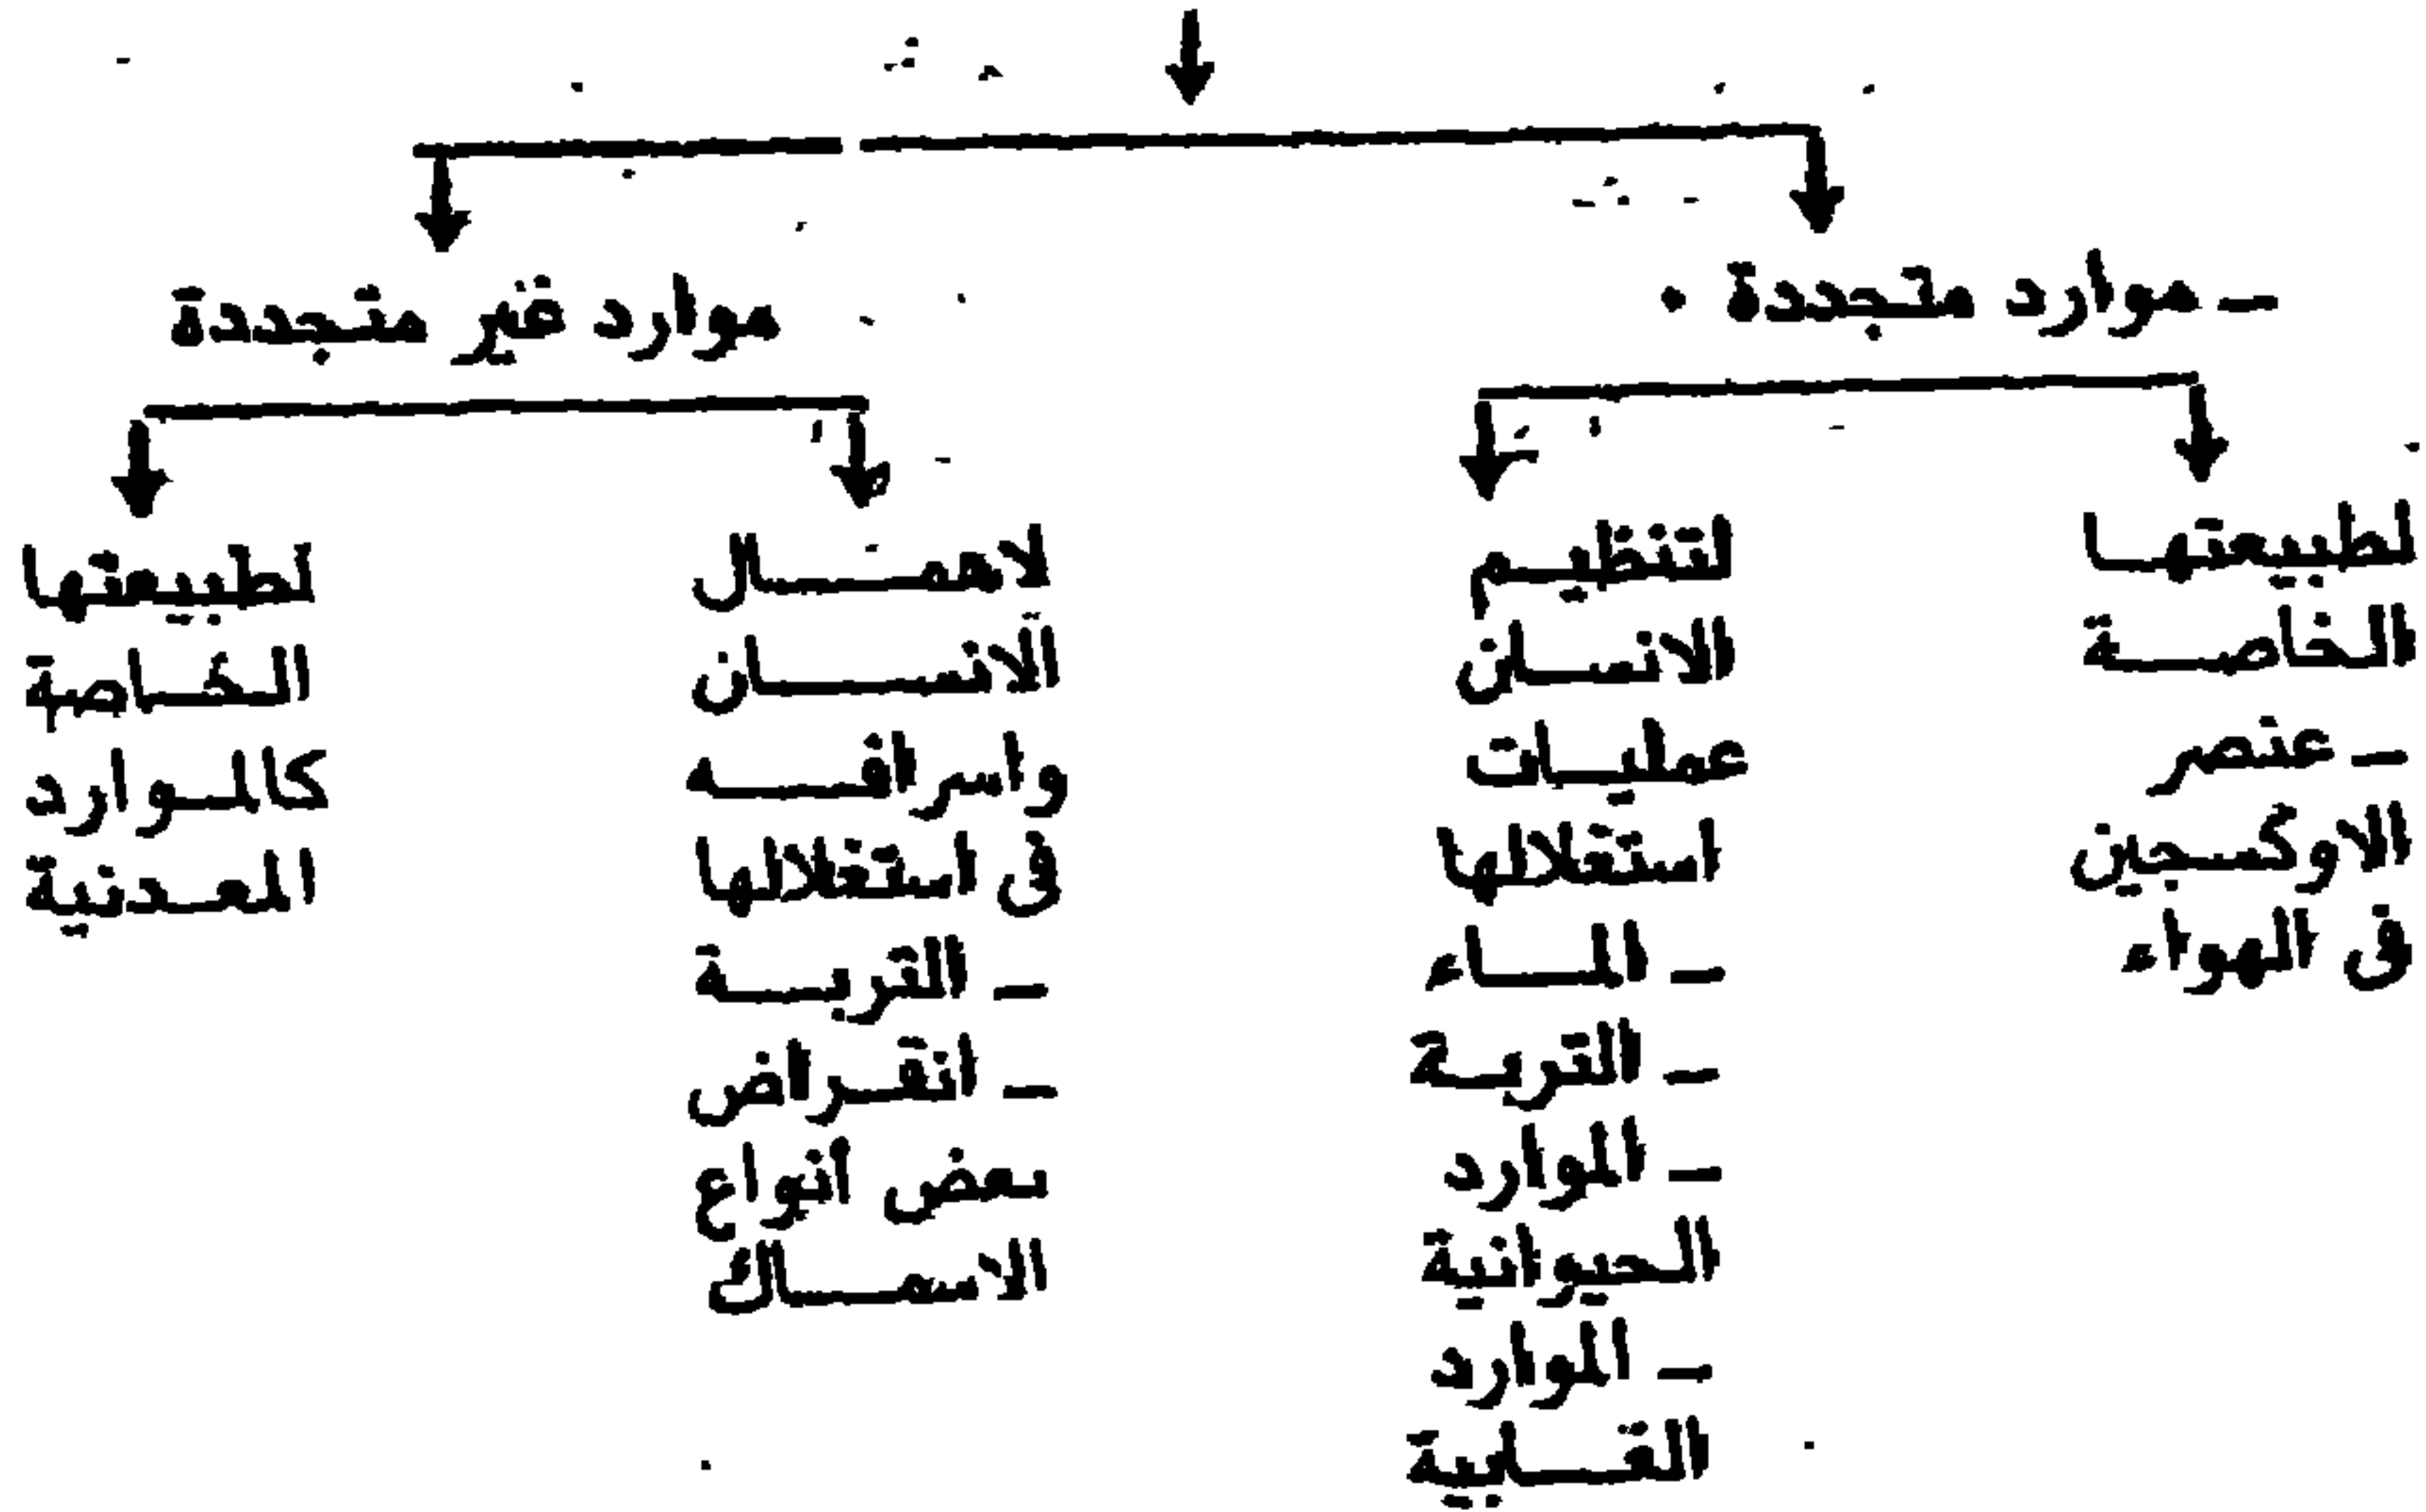 – موارد متجددة .
موارد غير متجددة
لطبيعتها
الخاصة
– عنصر
الاوكسجين
فى الهواء
لتنظيم
الانسان
عمليات
استغلالها
– الماء
– التربة
– الموارد
الحيوانية
– الموارد
الغابية
لاهمال
الانسان
واسرافه
فى استغلالها
– التربة
– انقراض
بعض أنواع
الاسماك
لطبيعتها
الخاصة
كالموارد
المعدنية